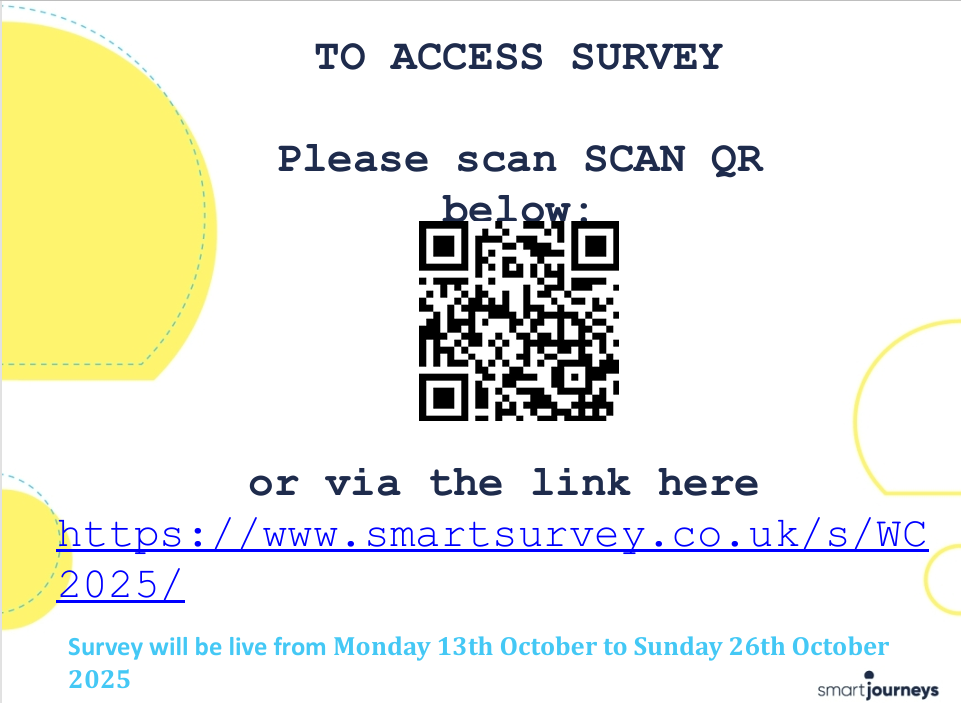 TO ACCESS SURVEY
Please scan SCAN QR
below:
or via the link here
https://www.smartsurvey.co.uk/s/WC
2025/
Survey will be live from Monday 13th October to Sunday 26th October
2025
smartjourneys